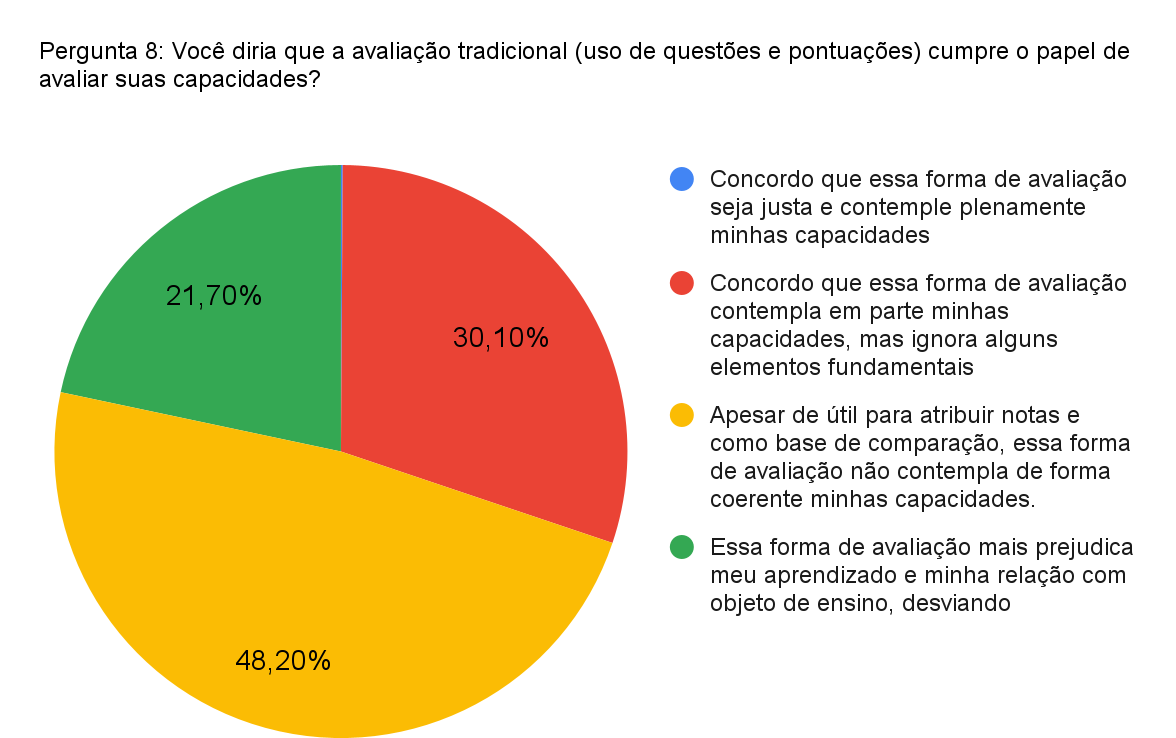 Pergunta 8: Você diria que a avaliação tradicional (uso de questões e pontuações) cumpre o papel de
avaliar suas capacidades?
21,70%
30,10%
48,20%
Concordo que essa forma de avaliação
seja justa e contemple plenamente
minhas capacidades
Concordo que essa forma de avaliação
contempla em parte minhas
capacidades, mas ignora alguns
elementos fundamentais
Apesar de útil para atribuir notas e
como base de comparação, essa forma
de avaliação não contempla de forma
coerente minhas capacidades.
Essa forma de avaliação mais prejudica
meu aprendizado e minha relação com
objeto de ensino, desviando